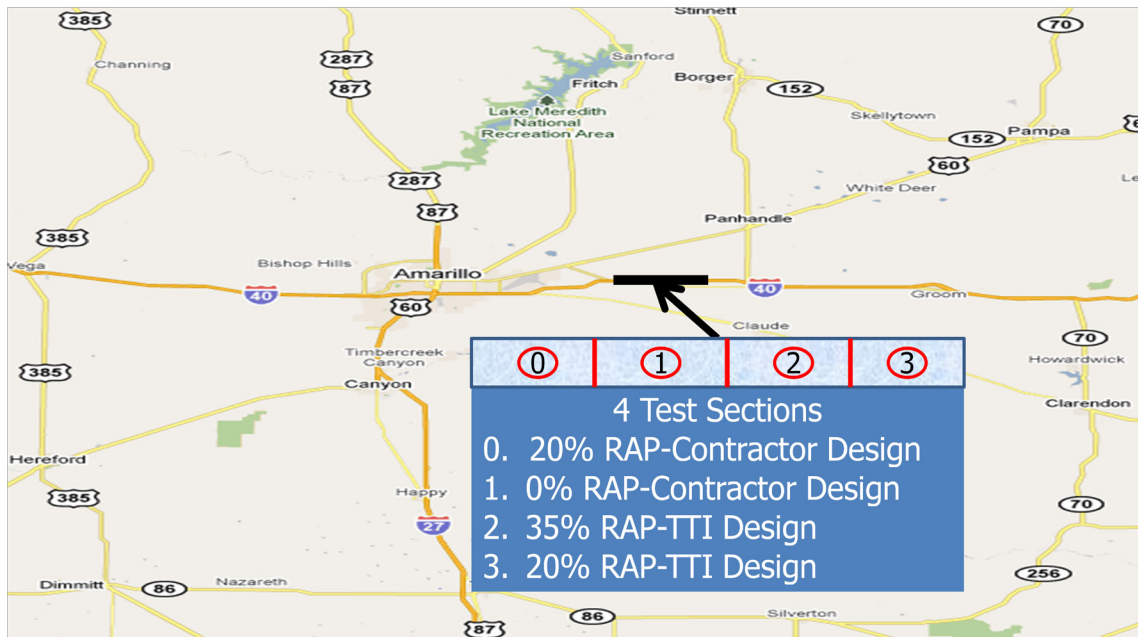 385
Channing
287
87
Sanford
Fritch
Lake Meredith
National
Recreation Area
Stinnett
Borger
152
Skellytown
152
Pampa
70
60
White Deer
Panhandle
287
87
385
385
Vega
Bishop Hills
Amarillo
40
60
40
Groom
Claude
Timbercreek
Canyon
Canyon
70
Howardwick
Clarendon
0
1
2
3
4 Test Sections
0. 20% RAP-Contractor Design
1. 0% RAP-Contractor Design
2. 35% RAP-TTI Design
3. 20% RAP-TTI Design
Hereford
385
Happy
27
70
256
Dimmitt
86
Nazareth
87
86
Silverton